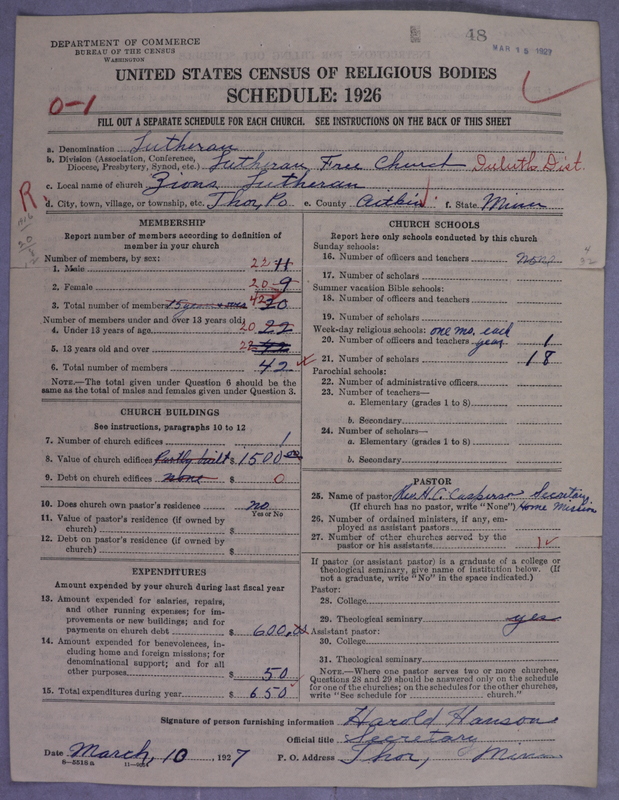 48
MAR 18 1927
DEPARTMENT OF COMMERCE
BUREAU OF THE CENSUS
WASHINGTON
UNITED STATES CENSUS OF RELIGIOUS BODIES
SCHEDULE: 1926
0-1
FILL OUT A SEPARATE SCHEDULE FOR EACH CHURCH. SEE INSTRUCTIONS ON THE BACK OF THIS SHEET
a. Denomination Lutheran
b. Division (Association, Conference, Diocese, Presbytery, Synod, etc.) Lutheran Free Church Duluth Dist.
c. Local name of church Zions Lutheran
R
d. City, town, village, or township, etc. Thor, Po e. County Aitkin f. State Minn
MEMBERSHIP
Report number of members according to definition of
member in your church
Number of members, by sex:
1. Male 22 11
2. Female 20 9
3. Total number of members 42 20
Number of members under and over 13 years old:
4. Under 13 years of age 20 22
5. 13 years old and over 22 42
6. Total number of members 42
NOTE.—The total given under Question 6 should be the
same as the total of males and females given under Question 3.
CHURCH BUILDINGS
See instructions, paragraphs 10 to 12
7. Number of church edifices 1
8. Value of church edifices Partly built $ 1500.00
9. Debt on church edifices none $ 0
10. Does church own pastor's residence no
Yes or No
11. Value of pastor's residence (if owned by
church) $
12. Debt on pastor's residence (if owned by
church) $
EXPENDITURES
Amount expended by your church during last fiscal year
13. Amount expended for salaries, repairs,
and other running expenses; for im-
provements or new buildings; and for
payments on church debt $ 600.00
14. Amount expended for benevolences, in-
cluding home and foreign missions; for
denominational support; and for all
other purposes $ 50
15. Total expenditures during year $ 650
CHURCH SCHOOLS
Report here only schools conducted by this church
Sunday schools:
16. Number of officers and teachers none
17. Number of scholars
Summer vacation Bible schools:
18. Number of officers and teachers
19. Number of scholars
Week-day religious schools: one mo. each
20. Number of officers and teachers year 1
21. Number of scholars 18
Parochial schools:
22. Number of administrative officers
23. Number of teachers—
a. Elementary (grades 1 to 8)
b. Secondary
24. Number of scholars—
a. Elementary (grades 1 to 8)
b. Secondary
PASTOR
25. Name of pastor Rev. H. C. Casperson Secretary
(If church has no pastor, write "None") Home Mission
26. Number of ordained ministers, if any, em-
ployed as assistant pastors
27. Number of other churches served by the
pastor or his assistants 1
If pastor (or assistant pastor) is a graduate of a college or
theological seminary, give name of institution below. (If
not a graduate, write "No" in the space indicated.)
Pastor:
28. College
29. Theological seminary yes
Assistant pastor:
30. College
31. Theological seminary
NOTE.—Where one pastor serves two or more churches,
Questions 28 and 29 should be answered only on the schedule
for one of the churches; on the schedules for the other churches,
write "See schedule for church."
Signature of person furnishing information Harold Hanson
Official title Secretary
Date March, 10, 1927 P. O. Address Thor, Minn